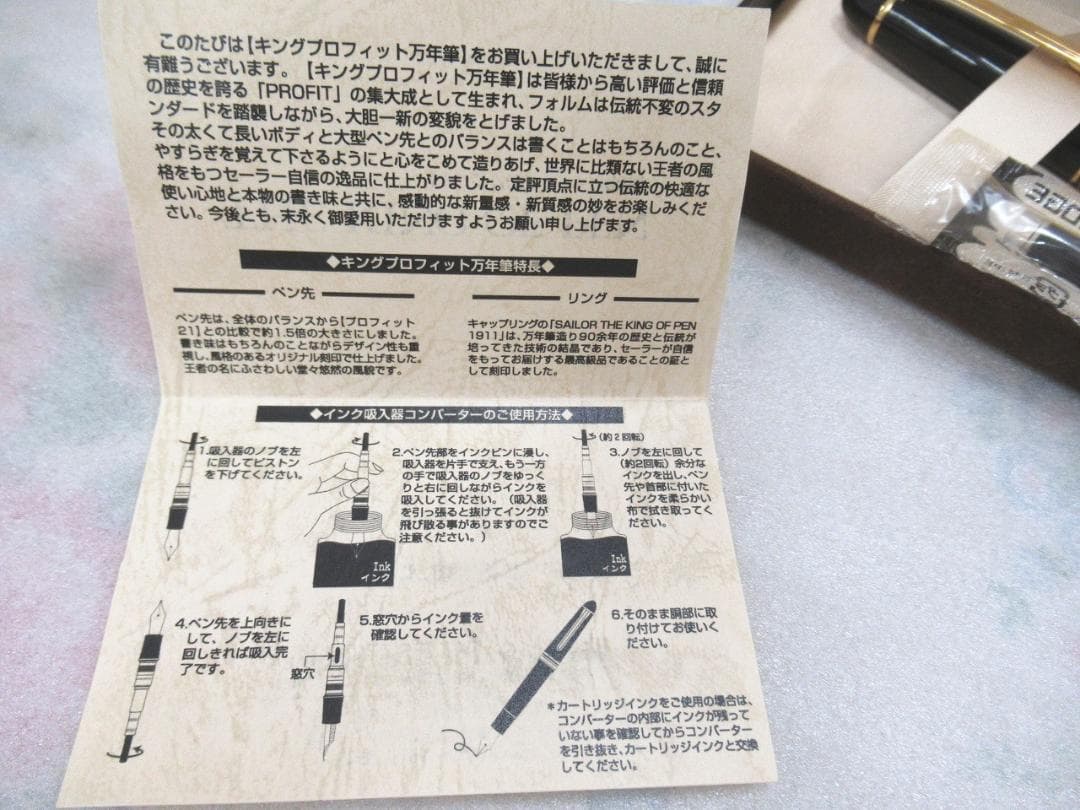 このたびは【キングプロフィット万年筆】をお買い上げいただきまして、誠に
有難うございます。【キングプロフィット万年筆】は皆様から高い評価と信頼
の歴史を誇る「PROFIT」の集大成として生まれ、フォルムは伝統不変のスタ
ンダードを踏襲しながら、大胆一新の変貌をとげました。
その太くて長いボディと大型ペン先とのバランスは書くことはもちろんのこと、
やすらぎを覚えて下さるようにと心をこめて造りあげ、世界に比類ない王者の風
格をもつセーラー自信の逸品に仕上がりました。定評頂点に立つ伝統の快適な
使い心地と本物の書き味と共に、感動的な新量感・新質感の妙をお楽しみくだ
さい。今後とも、末永く御愛用いただけますようお願い申し上げます。
◆キングプロフィット万年筆特長◆
ペン先
ペン先は、全体のバランスから【プロフィット
21】との比較で約1.5倍の大きさにしました。
書き味はもちろんのことながらデザイン性も重
視し、風格のあるオリジナル刻印で仕上げました。
王者の名にふさわしい堂々悠然の風貌です。
リング
キャップリングの「SAILOR THE KING OF PEN
1911」は、万年筆造り90余年の歴史と伝統が
培ってきた技術の結晶であり、セーラーが自信
をもってお届けする最高級品であることの証と
して刻印しました。
◆インク吸入器コンバーターのご使用方法◆
1.吸入器のノブを左
に回してピストン
を下げてください。
2.ペン先部をインクビンに浸し、
吸入器を片手で支え、もう一方
の手で吸入器のノブをゆっく
りと右に回しながらインクを
吸入してください。(吸入器
を引っ張ると抜けてインクが
飛び散る事がありますのでご
注意ください。)
Ink
インク
(約2回転)
3.ノブを左に回して
(約2回転)余分な
インクを出し、ペン
先や首部に付いた
インクを柔らかい
布で拭き取ってく
ださい。
Ink
インク
4.ペン先を上向きに
して、ノブを左に
回しきれば吸入完
了です。
5.窓穴からインク量を
確認してください。
窓穴
6.そのまま胴部に取
り付けてお使いく
ださい。
*カートリッジインクをご使用の場合は、
コンバーターの内部にインクが残って
いない事を確認してからコンバーター
を引き抜き、カートリッジインクと交換
してください。